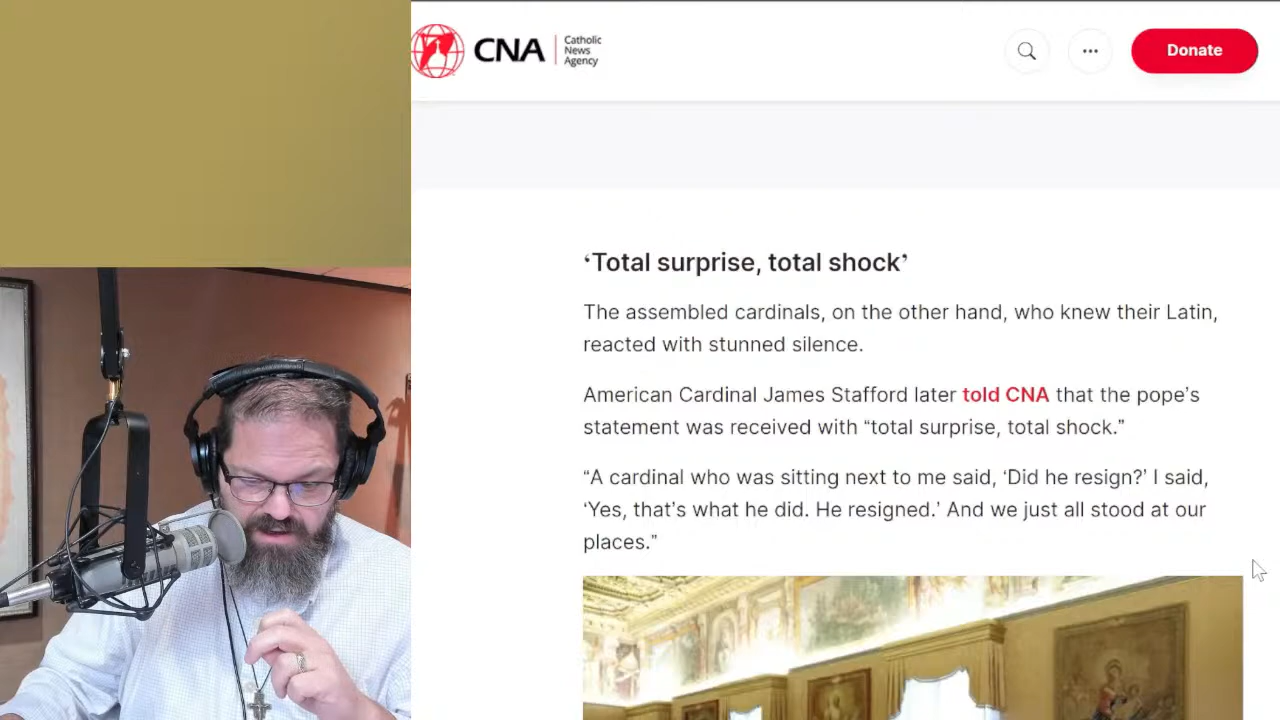 CNA
Catholic
News
Agency
Donate
‘Total surprise, total shock’
The assembled cardinals, on the other hand, who knew their Latin,
reacted with stunned silence.
American Cardinal James Stafford later told CNA that the pope’s
statement was received with “total surprise, total shock.”
“A cardinal who was sitting next to me said, ‘Did he resign?’ I said,
‘Yes, that’s what he did. He resigned.’ And we just all stood at our
places.”